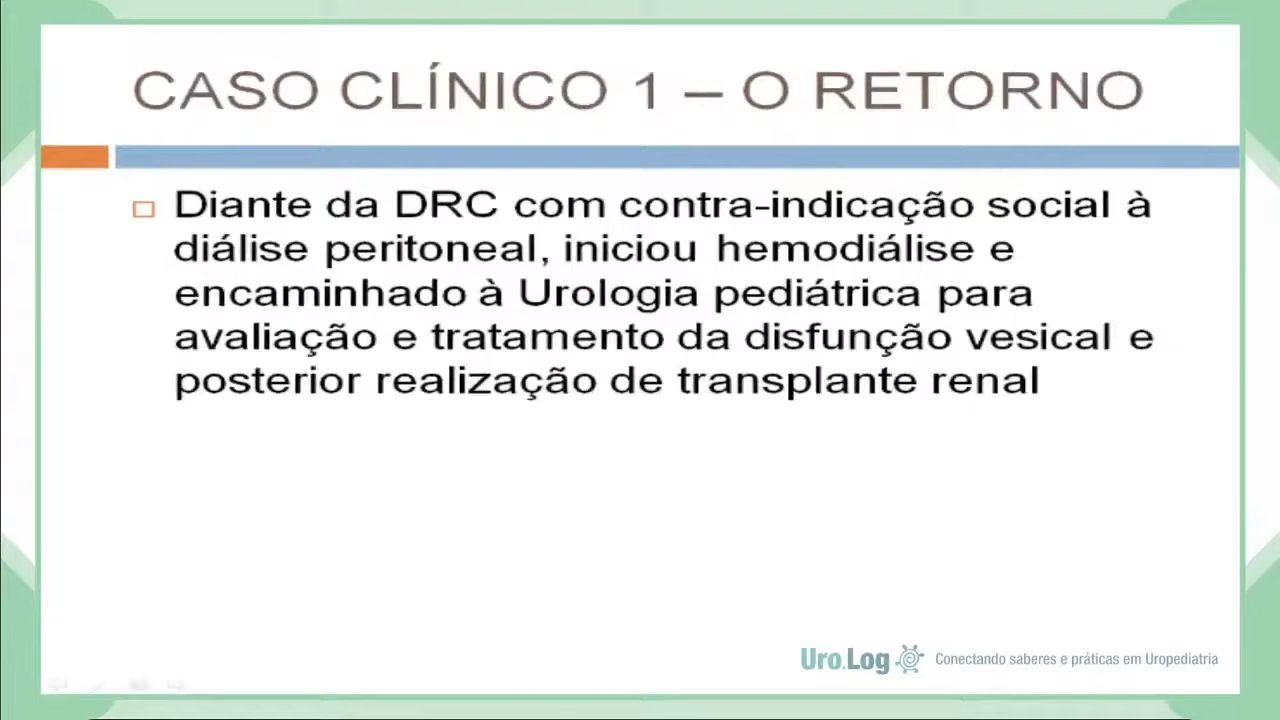 CASO CLÍNICO 1 – O RETORNO
Diante da DRC com contra-indicação social à
diálise peritoneal, iniciou hemodiálise e
encaminhado à Urologia pediátrica para
avaliação e tratamento da disfunção vesical e
posterior realização de transplante renal
Uro.Log Conectando saberes e práticas em Uropediatria